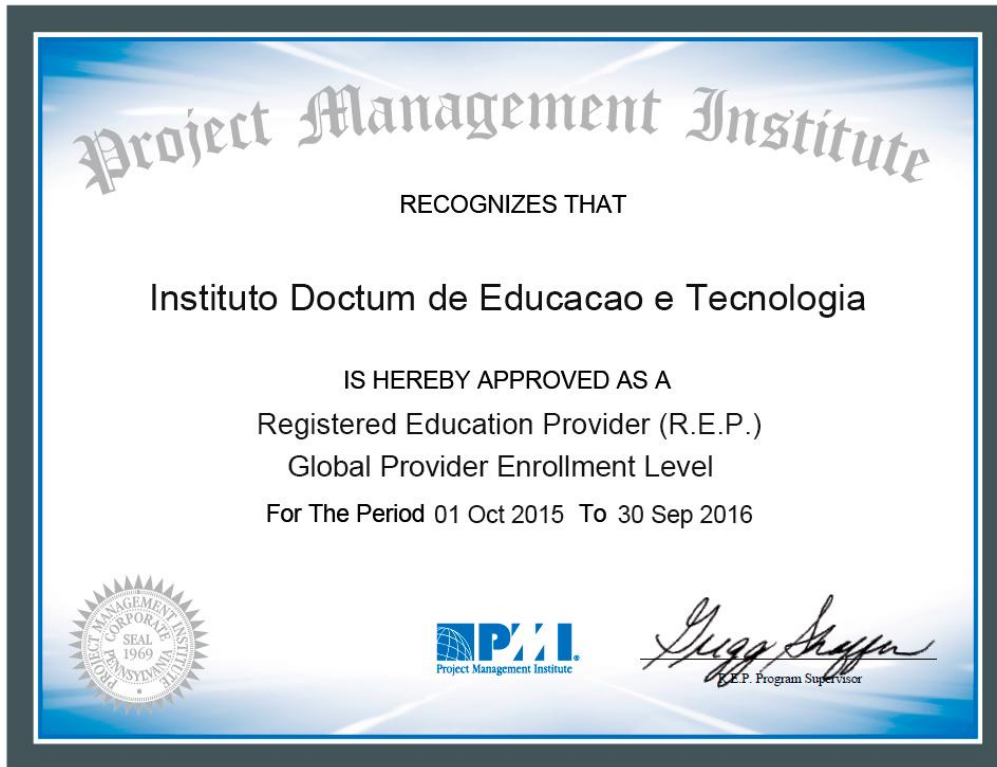 Project Management Institute
RECOGNIZES THAT
Instituto Doctum de Educacao e Tecnologia
IS HEREBY APPROVED AS A
Registered Education Provider (R.E.P.)
Global Provider Enrollment Level
For The Period 01 Oct 2015 To 30 Sep 2016
PROJECT MANAGEMENT INSTITUTE
PENNSYLVANIA
CORPORATE
SEAL
1969
PMI®
Project Management Institute
Gregg Shaffer
R.E.P. Program Supervisor